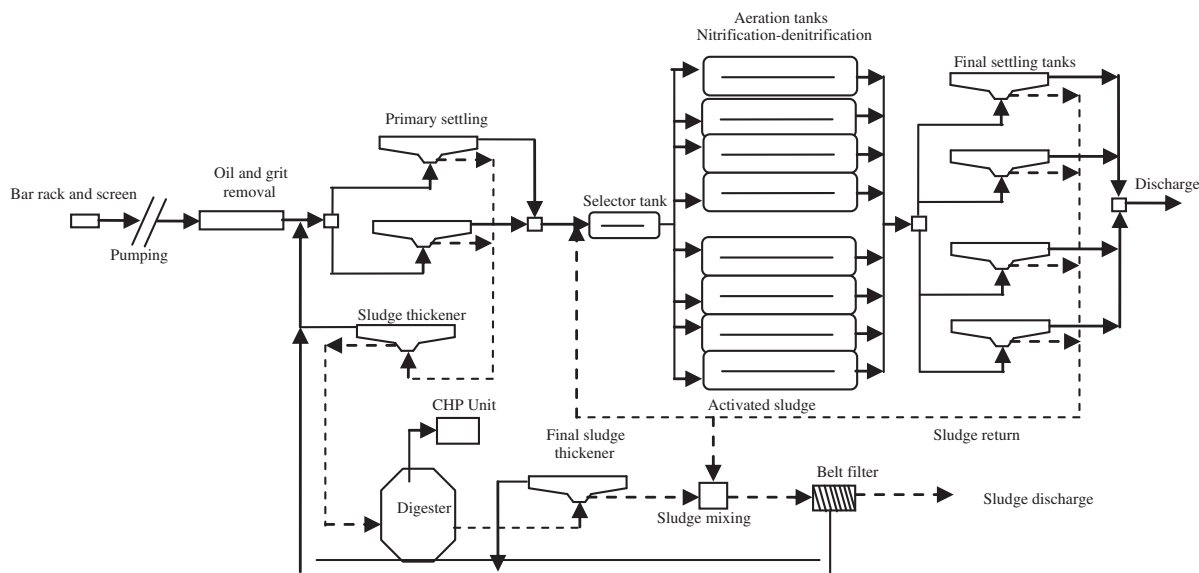 Aeration tanks
Nitrification-denitrification
Final settling tanks
Primary settling
Oil and grit
removal
Bar rack and screen
Selector tank
Discharge
Pumping
Sludge thickener
CHP Unit
Activated sludge
Final sludge
thickener
Sludge return
Belt filter
Digester
Sludge mixing
Sludge discharge